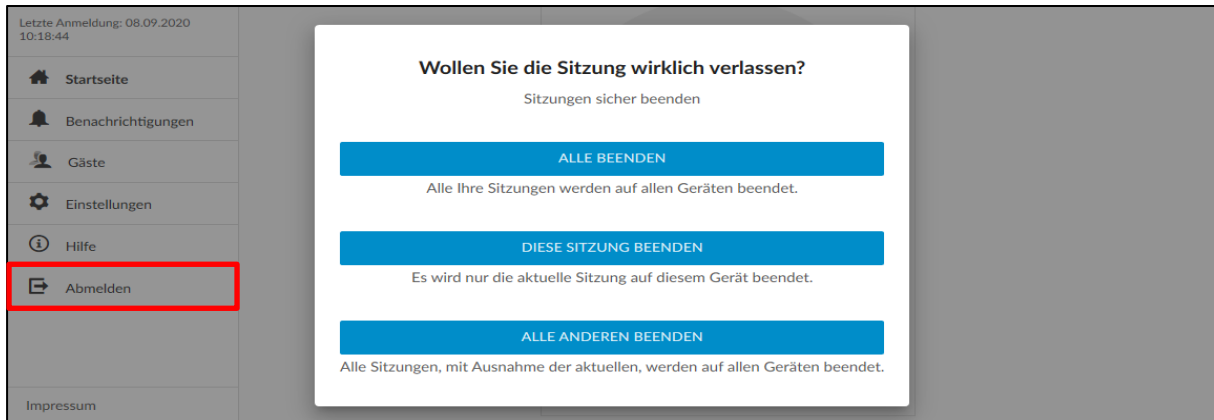 Letzte Anmeldung: 08.09.2020
10:18:44
Startseite
Benachrichtigungen
Gäste
Einstellungen
Hilfe
Abmelden
Impressum
Wollen Sie die Sitzung wirklich verlassen?
Sitzungen sicher beenden
ALLE BEENDEN
Alle Ihre Sitzungen werden auf allen Geräten beendet.
DIESE SITZUNG BEENDEN
Es wird nur die aktuelle Sitzung auf diesem Gerät beendet.
ALLE ANDEREN BEENDEN
Alle Sitzungen, mit Ausnahme der aktuellen, werden auf allen Geräten beendet.